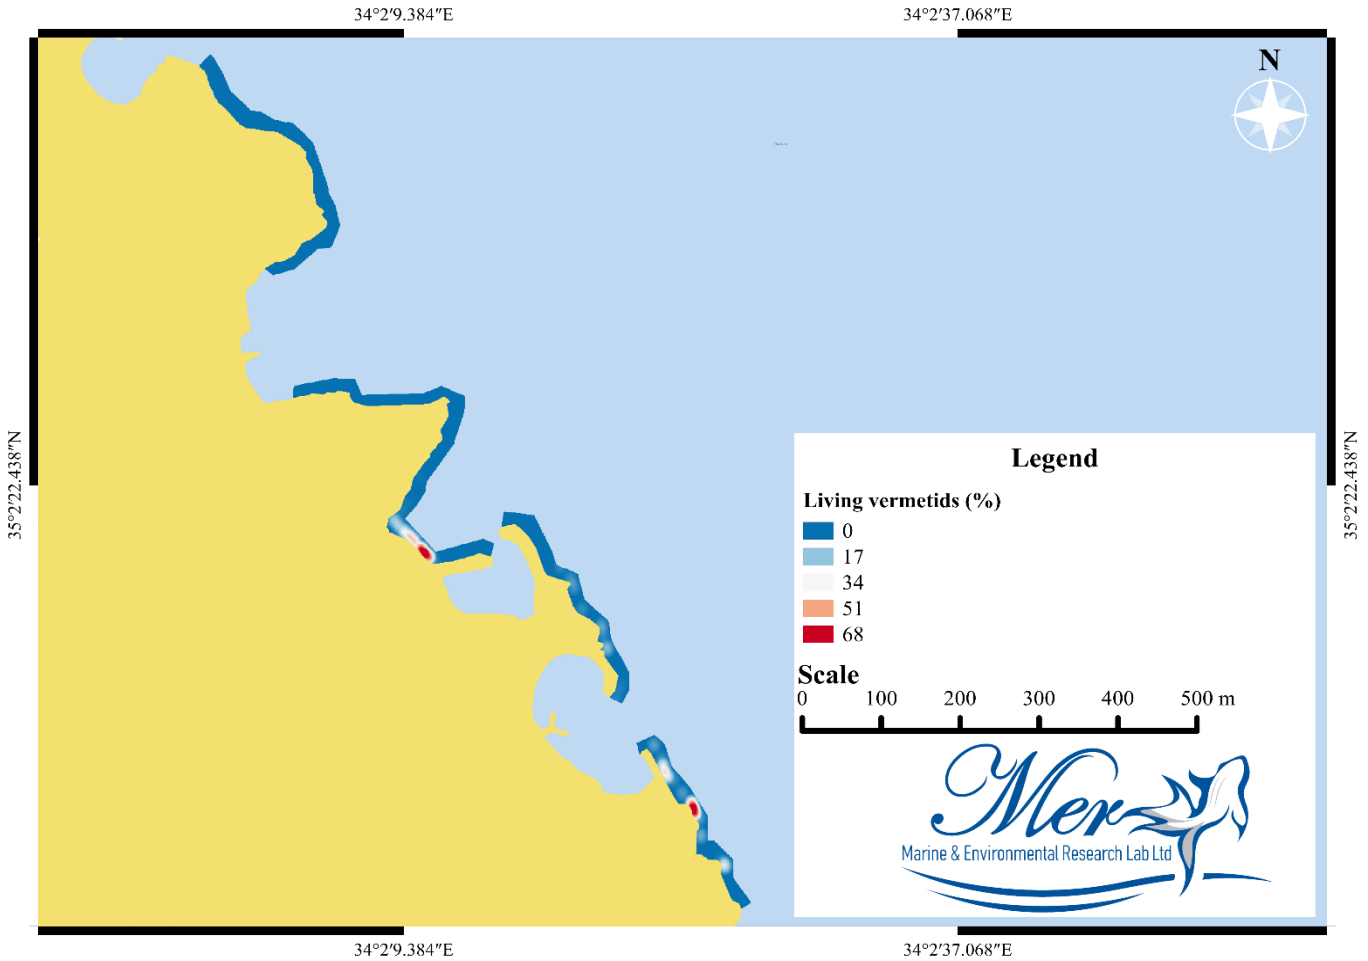 34°2'9.384"E
34°2'37.068"E
N
35°2'22.438"N
35°2'22.438"N
Legend
Living vermetids (%)
0
17
34
51
68
Scale
0 100 200 300 400 500 m
Mer
Marine & Environmental Research Lab Ltd
34°2'9.384"E
34°2'37.068"E